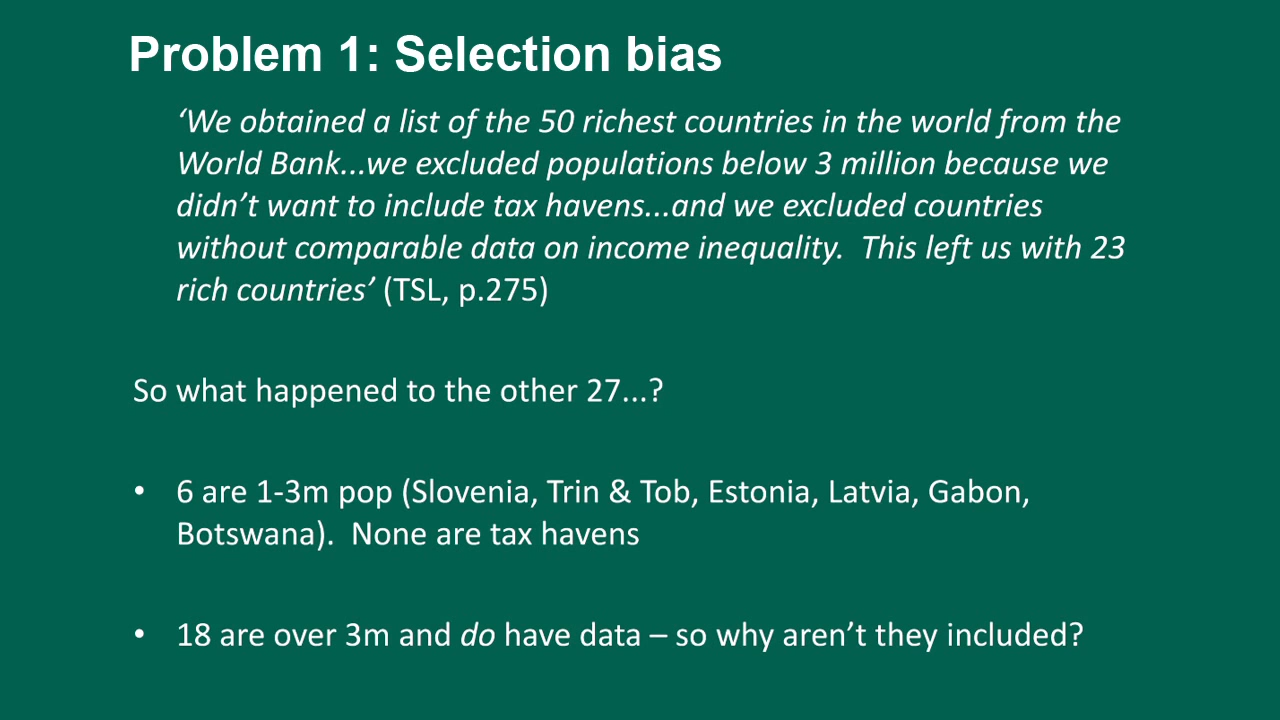 Problem 1: Selection bias
‘We obtained a list of the 50 richest countries in the world from the
World Bank...we excluded populations below 3 million because we
didn’t want to include tax havens...and we excluded countries
without comparable data on income inequality.  This left us with 23
rich countries’ (TSL, p.275)
So what happened to the other 27...?
• 6 are 1-3m pop (Slovenia, Trin & Tob, Estonia, Latvia, Gabon,
Botswana).  None are tax havens
• 18 are over 3m and do have data – so why aren’t they included?